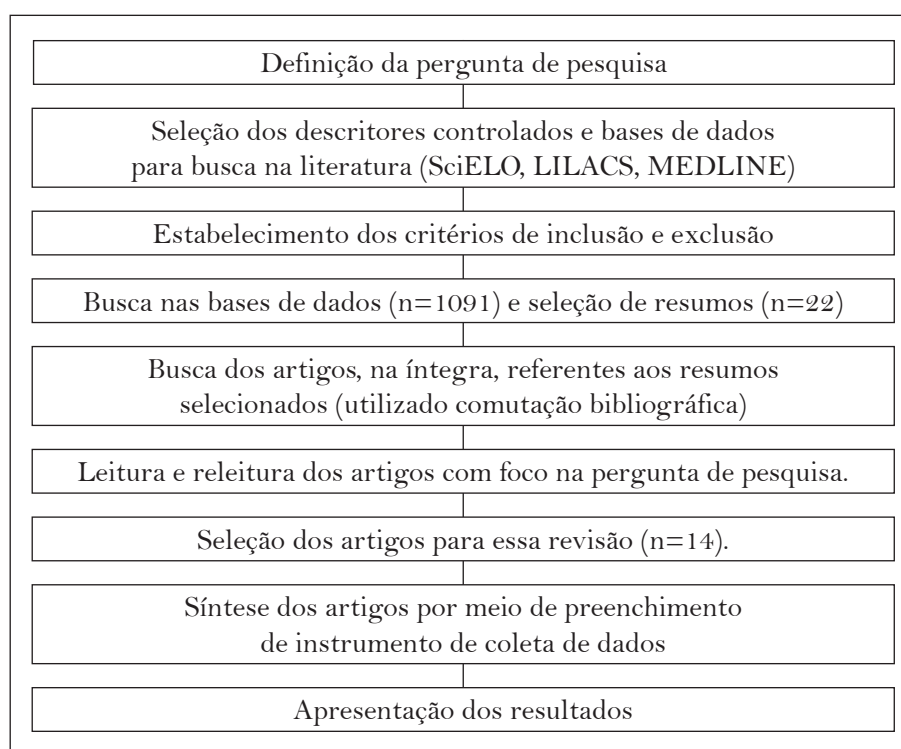 Definição da pergunta de pesquisa
Seleção dos descritores controlados e bases de dados
para busca na literatura (SciELO, LILACS, MEDLINE)
Estabelecimento dos critérios de inclusão e exclusão
Busca nas bases de dados (n=1091) e seleção de resumos (n=22)
Busca dos artigos, na íntegra, referentes aos resumos
selecionados (utilizado comutação bibliográfica)
Leitura e releitura dos artigos com foco na pergunta de pesquisa.
Seleção dos artigos para essa revisão (n=14).
Síntese dos artigos por meio de preenchimento
de instrumento de coleta de dados
Apresentação dos resultados